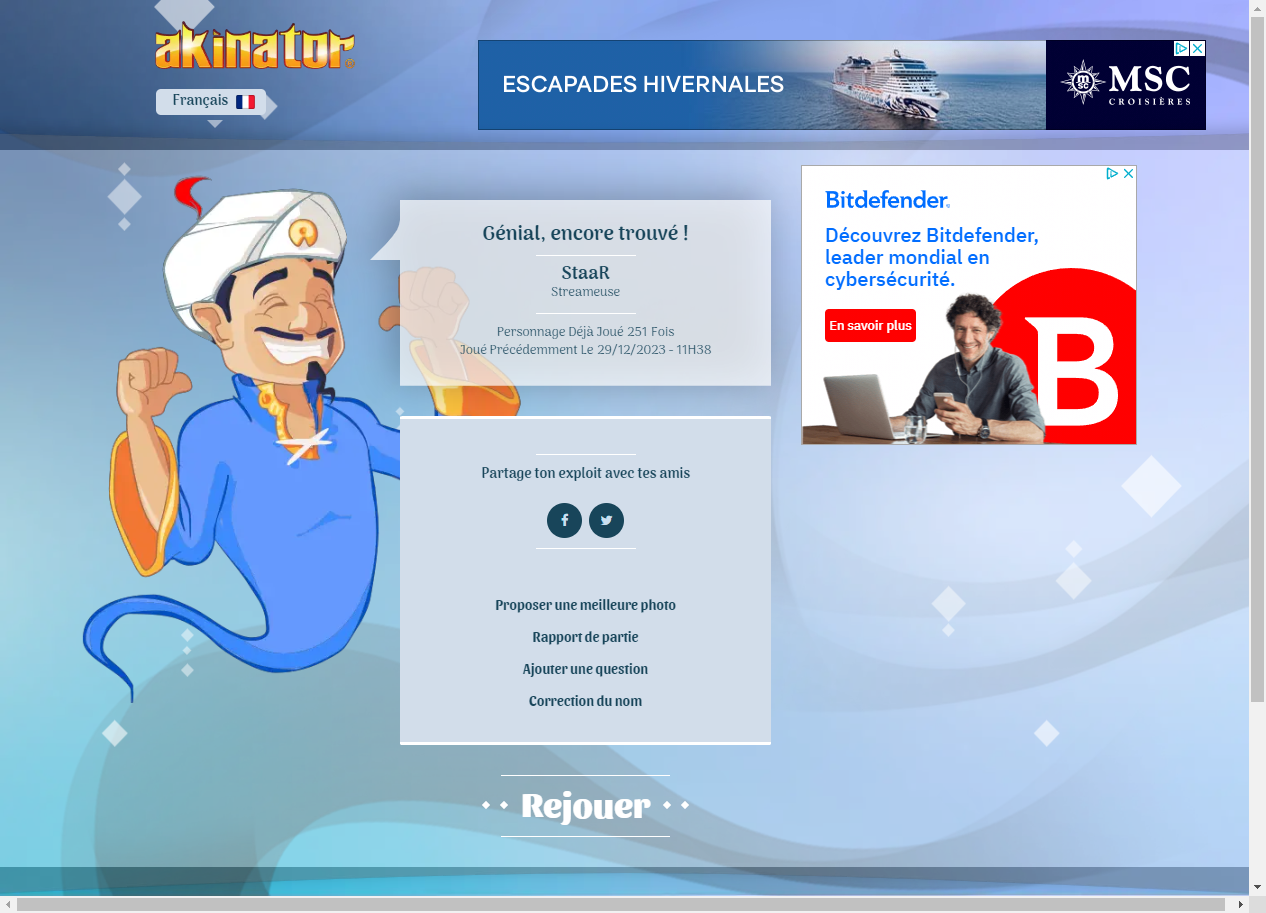 akinator
Français
ESCAPADES HIVERNALES
MSC
CROISIÈRES
Génial, encore trouvé !
StaaR
Streameuse
Personnage Déjà Joué 251 Fois
Joué Précédemment Le 29/12/2023 - 11H38
Bitdefender
Découvrez Bitdefender,
leader mondial en
cybersécurité.
En savoir plus
B
Partage ton exploit avec tes amis
Proposer une meilleure photo
Rapport de partie
Ajouter une question
Correction du nom
Rejouer